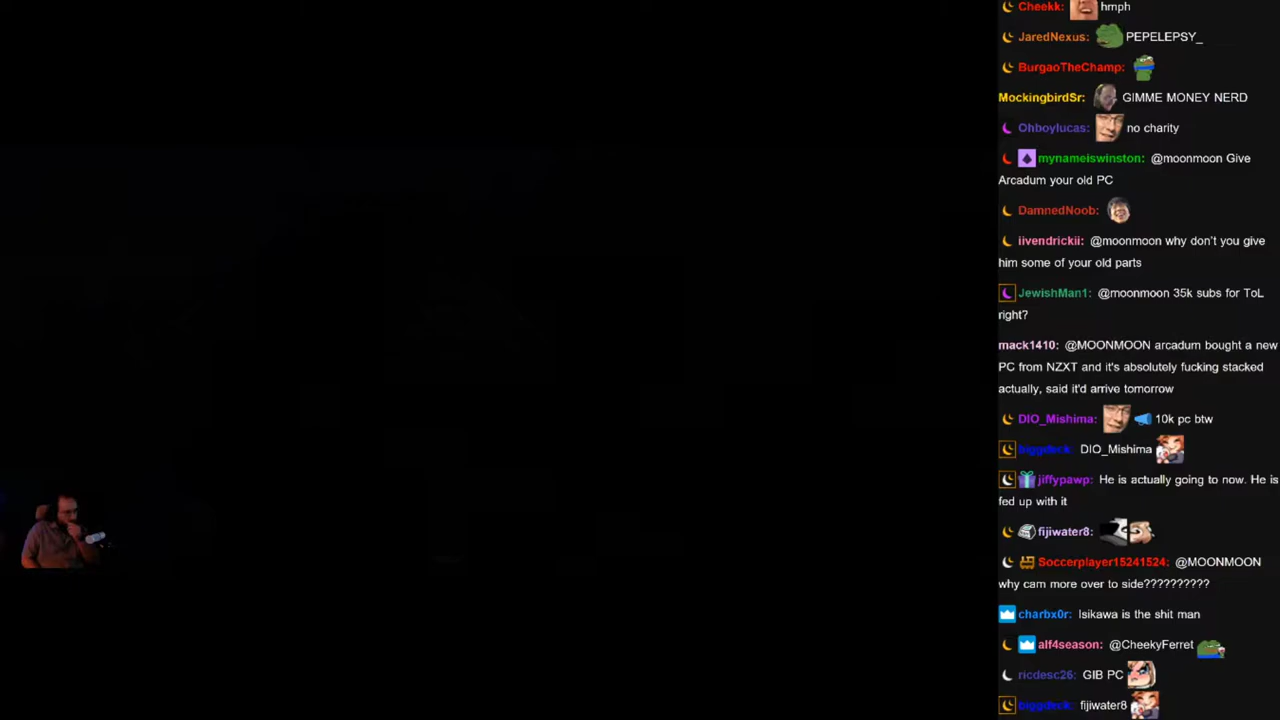 Cheekk: hmph
JaredNexus: PEPELEPSY_
BurgaoTheChamp:
MockingbirdSr: GIMME MONEY NERD
Ohboylucas: no charity
mynameiswinston: @moonmoon Give
Arcadum your old PC
DamnedNoob:
iivendrickii: @moonmoon why don't you give
him some of your old parts
JewishMan1: @moonmoon 35k subs for ToL
right?
mack1410: @MOONMOON arcadum bought a new
PC from NZXT and it's absolutely fucking stacked
actually, said it'd arrive tomorrow
DIO_Mishima: 10k pc btw
DIO_Mishima
jiffypawp: He is actually going to now. He is
fed up with it
fijiwater8:
Soccerplayer15241524: @MOONMOON
why cam more over to side??????????
charbx0r: Isikawa is the shit man
alf4season: @CheekyFerret
ricdesc26: GIB PC
fijiwater8